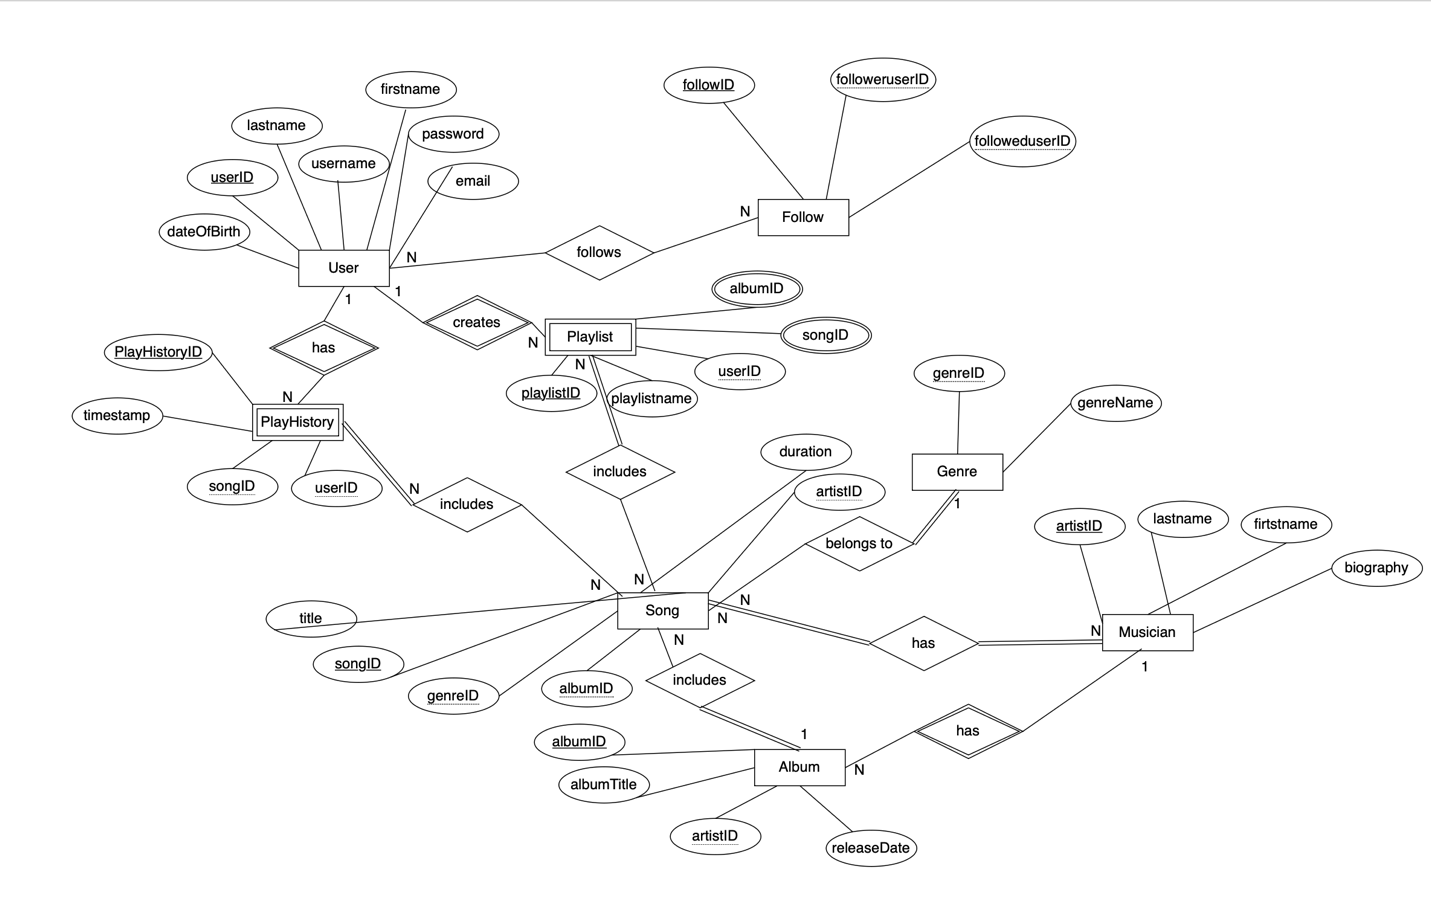 firstname
followID
followeruserID
lastname
password
username
followeduserID
userID
email
dateOfBirth
N
Follow
follows
N
User
1
1
albumID
creates
N
Playlist
songID
has
PlayHistoryID
N
userID
genreID
playlistID
playlistname
N
genreName
timestamp
PlayHistory
duration
includes
Genre
songID
userID
N
includes
artistID
1
belongs to
artistID
lastname
firtstname
biography
N
N
N
title
Song
N
has
N
Musician
N
songID
includes
1
genreID
albumID
albumID
1
has
Album
N
albumTitle
artistID
releaseDate